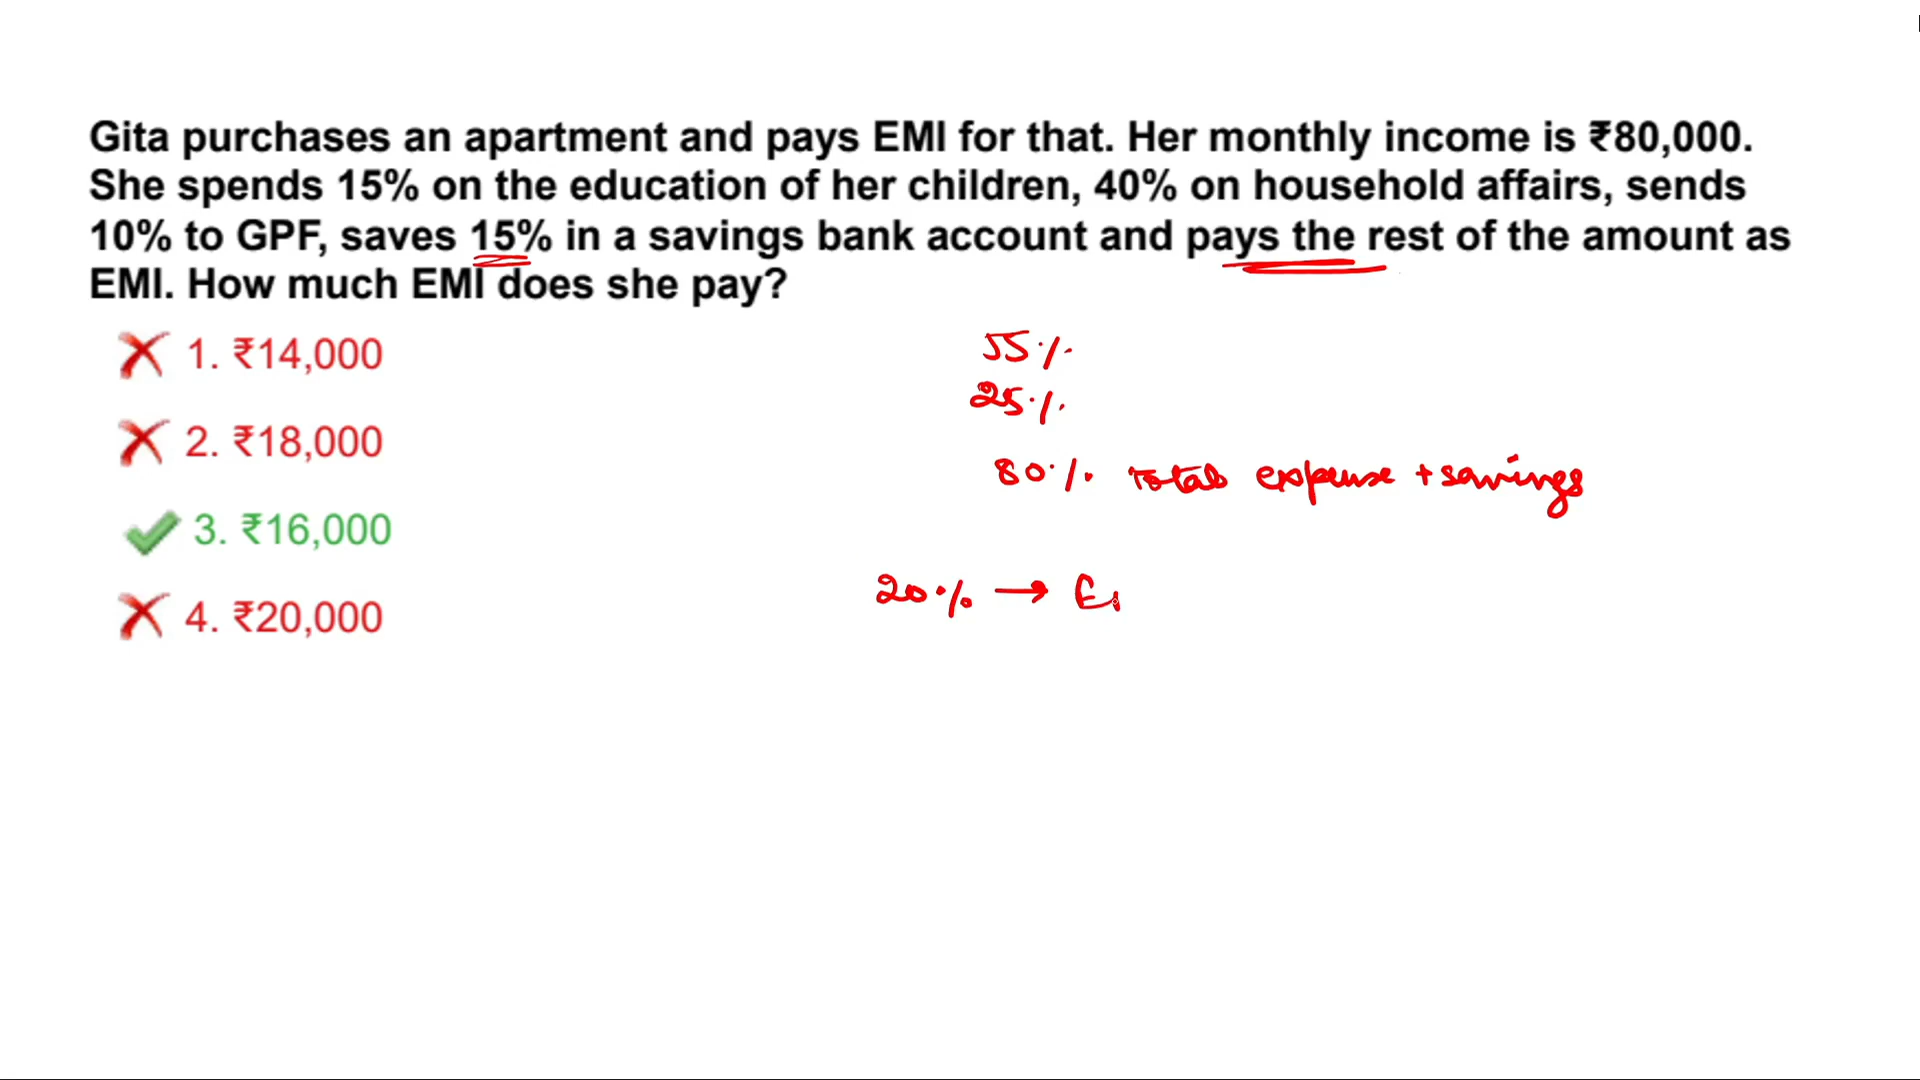 Gita purchases an apartment and pays EMI for that. Her monthly income is ₹80,000.
She spends 15% on the education of her children, 40% on household affairs, sends
10% to GPF, saves 15% in a savings bank account and pays the rest of the amount as
EMI. How much EMI does she pay?
1. ₹14,000
2. ₹18,000
3. ₹16,000
4. ₹20,000
55%
25%
80% Total expense + savings
20% → E